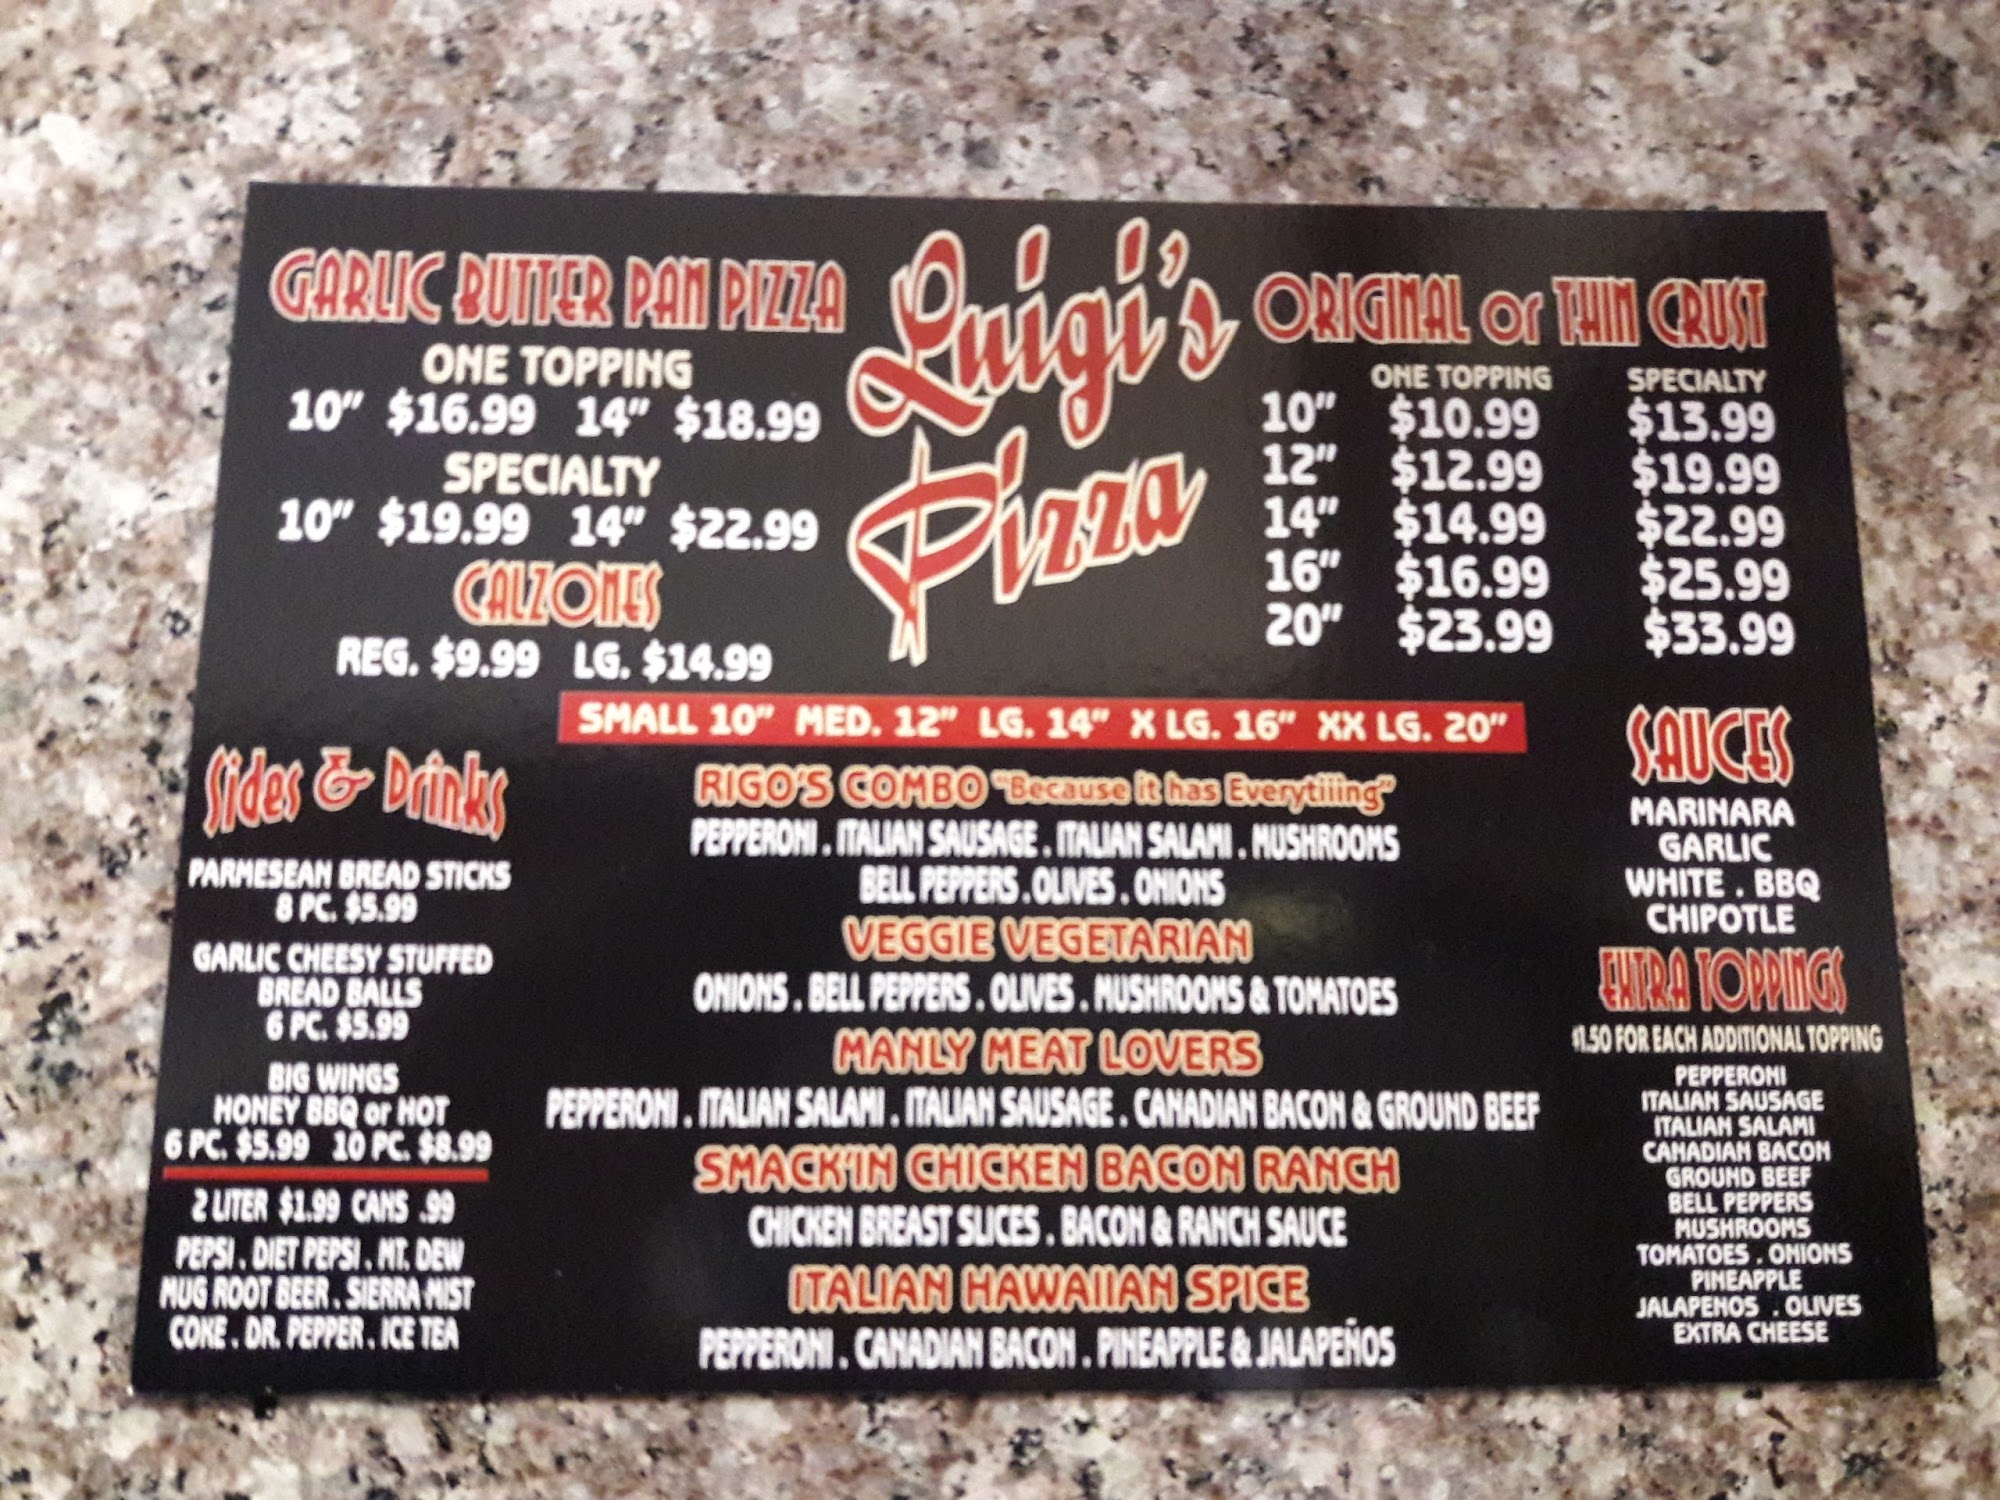 GARLIC BUTTER PAN PIZZA
ONE TOPPING
10" $16.99 14" $18.99
SPECIALTY
10" $19.99 14" $22.99
CALZONES
REG. $9.99 LG. $14.99
Luigi's
Pizza
ORIGINAL or THIN CRUST
ONE TOPPING SPECIALTY
10" $10.99 $13.99
12" $12.99 $19.99
14" $14.99 $22.99
16" $16.99 $25.99
20" $23.99 $33.99
SMALL 10" MED. 12" LG. 14" X LG. 16" XX LG. 20"
Sides & Drinks
PARMESEAN BREAD STICKS
8 PC. $5.99
GARLIC CHEESY STUFFED
BREAD BALLS
6 PC. $5.99
BIG WINGS
HONEY BBQ or HOT
6 PC. $5.99 10 PC. $8.99
2 LITER $1.99 CANS .99
PEPSI . DIET PEPSI . MT. DEW
MUG ROOT BEER . SIERRA MIST
COKE . DR. PEPPER . ICE TEA
RIGO'S COMBO "Because it has Everytiiing"
PEPPERONI . ITALIAN SAUSAGE . ITALIAN SALAMI . MUSHROOMS
BELL PEPPERS . OLIVES . ONIONS
VEGGIE VEGETARIAN
ONIONS . BELL PEPPERS . OLIVES . MUSHROOMS & TOMATOES
MANLY MEAT LOVERS
PEPPERONI . ITALIAN SALAMI . ITALIAN SAUSAGE . CANADIAN BACON & GROUND BEEF
SMACK'IN CHICKEN BACON RANCH
CHICKEN BREAST SLICES . BACON & RANCH SAUCE
ITALIAN HAWAIIAN SPICE
PEPPERONI . CANADIAN BACON . PINEAPPLE & JALAPEÑOS
SAUCES
MARINARA
GARLIC
WHITE . BBQ
CHIPOTLE
EXTRA TOPPINGS
$1.50 FOR EACH ADDITIONAL TOPPING
PEPPERONI
ITALIAN SAUSAGE
ITALIAN SALAMI
CANADIAN BACON
GROUND BEEF
BELL PEPPERS
MUSHROOMS
TOMATOES . ONIONS
PINEAPPLE
JALAPENOS . OLIVES
EXTRA CHEESE